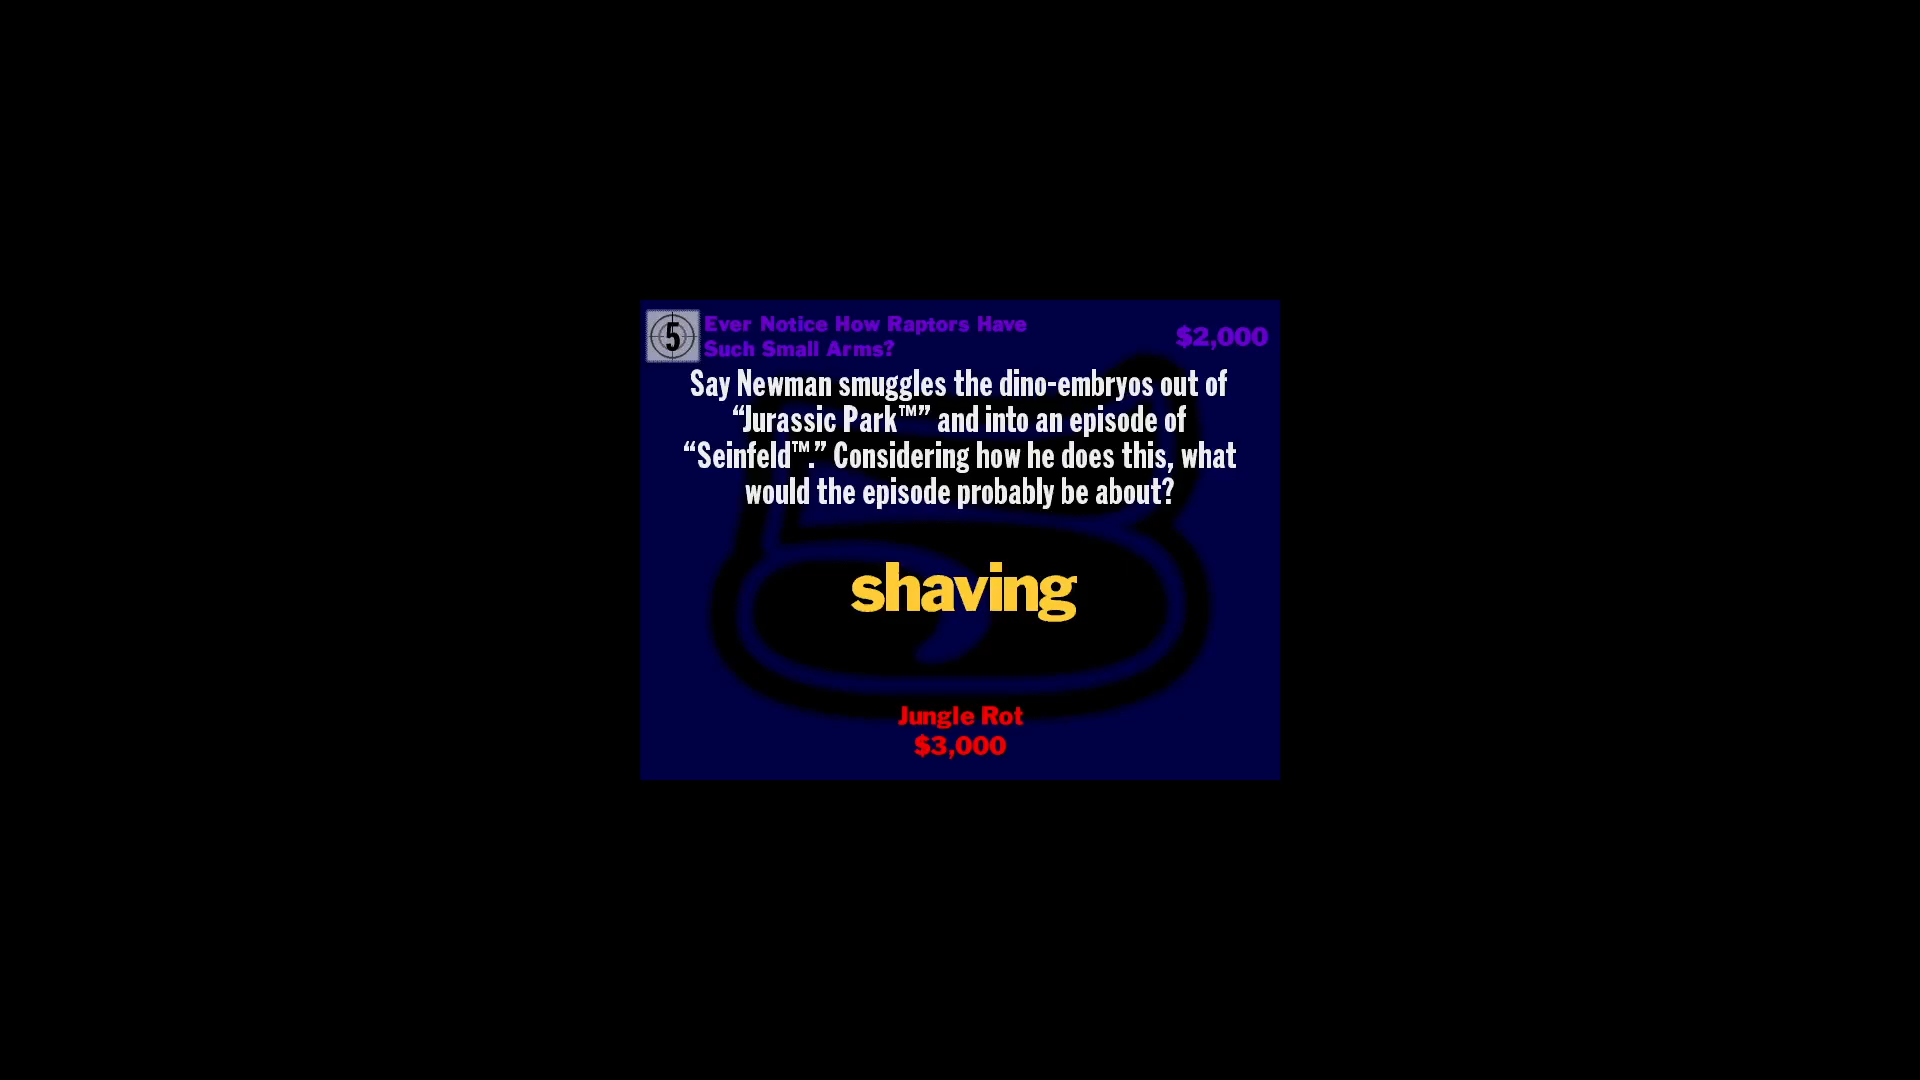 5
Ever Notice How Raptors Have
Such Small Arms?
$2,000
Say Newman smuggles the dino-embryos out of
“Jurassic Park™” and into an episode of
“Seinfeld™.” Considering how he does this, what
would the episode probably be about?
shaving
Jungle Rot
$3,000